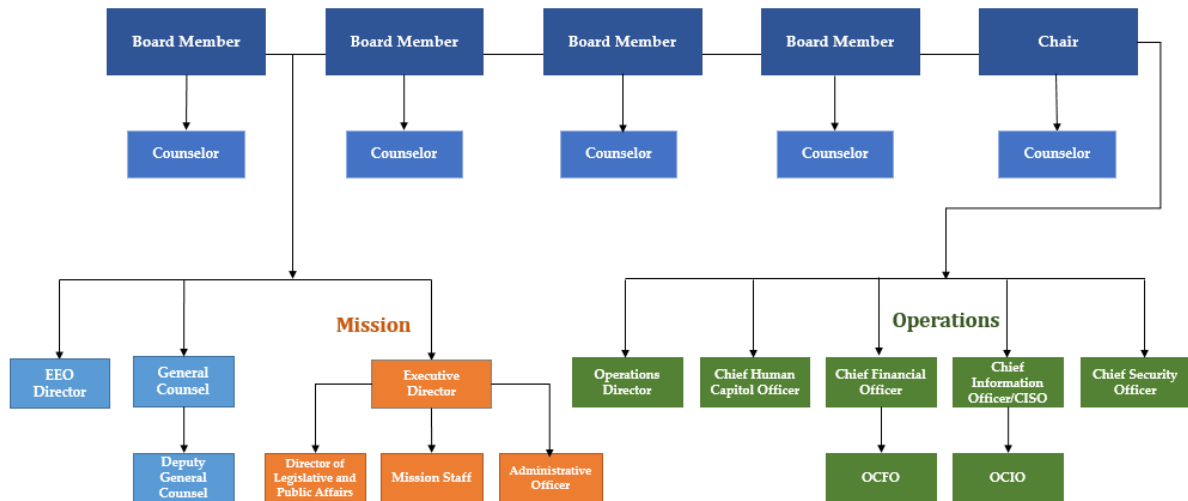 Board Member
Board Member
Board Member
Board Member
Chair
Counselor
Counselor
Counselor
Counselor
Counselor
Mission
Operations
EEO
Director
General
Counsel
Executive
Director
Operations
Director
Chief Human
Capitol Officer
Chief Financial
Officer
Chief
Information
Officer/CISO
Chief Security
Officer
Deputy
General
Counsel
Director of
Legislative and
Public Affairs
Mission Staff
Administrative
Officer
OCFO
OCIO